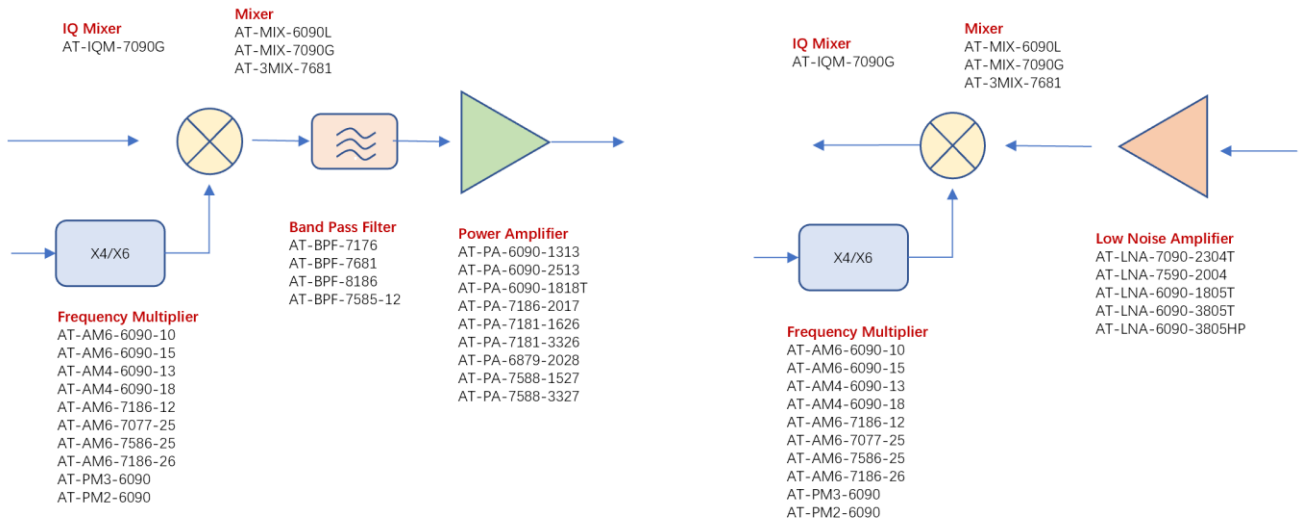 IQ Mixer
AT-IQM-7090G
Mixer
AT-MIX-6090L
AT-MIX-7090G
AT-3MIX-7681
X4/X6
Frequency Multiplier
AT-AM6-6090-10
AT-AM6-6090-15
AT-AM4-6090-13
AT-AM4-6090-18
AT-AM6-7186-12
AT-AM6-7077-25
AT-AM6-7586-25
AT-AM6-7186-26
AT-PM3-6090
AT-PM2-6090
Band Pass Filter
AT-BPF-7176
AT-BPF-7681
AT-BPF-8186
AT-BPF-7585-12
Power Amplifier
AT-PA-6090-1313
AT-PA-6090-2513
AT-PA-6090-1818T
AT-PA-7186-2017
AT-PA-7181-1626
AT-PA-7181-3326
AT-PA-6879-2028
AT-PA-7588-1527
AT-PA-7588-3327
IQ Mixer
AT-IQM-7090G
Mixer
AT-MIX-6090L
AT-MIX-7090G
AT-3MIX-7681
X4/X6
Frequency Multiplier
AT-AM6-6090-10
AT-AM6-6090-15
AT-AM4-6090-13
AT-AM4-6090-18
AT-AM6-7186-12
AT-AM6-7077-25
AT-AM6-7586-25
AT-AM6-7186-26
AT-PM3-6090
AT-PM2-6090
Low Noise Amplifier
AT-LNA-7090-2304T
AT-LNA-7590-2004
AT-LNA-6090-1805T
AT-LNA-6090-3805T
AT-LNA-6090-3805HP